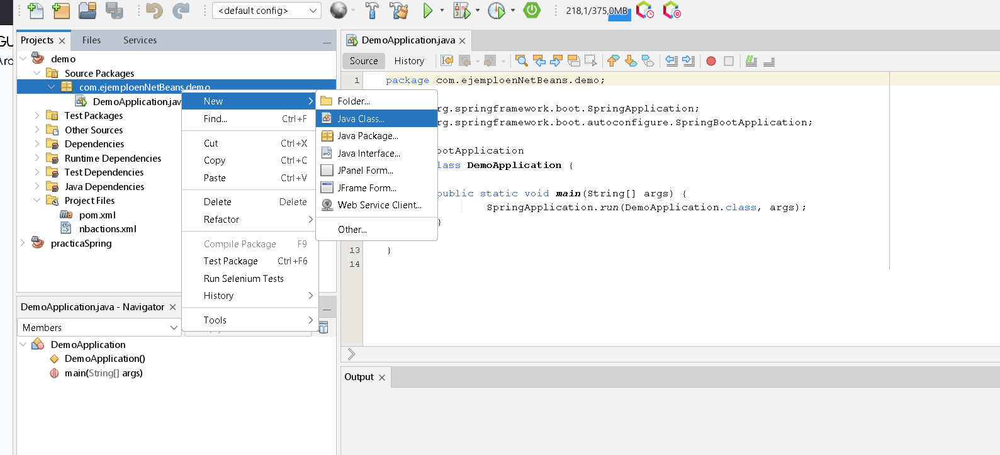 <default config>
218,1/375,0MB
GU
Arc
Projects
Files
Services
demo
Source Packages
com.ejemploenNetBeans.demo
DemoApplication.jav
Test Packages
Other Sources
Dependencies
Runtime Dependencies
Test Dependencies
Java Dependencies
Project Files
pom.xml
nbactions.xml
practicaSpring
New
Find... Ctrl+F
Cut Ctrl+X
Copy Ctrl+C
Paste Ctrl+V
Delete Delete
Refactor
Compile Package F9
Test Package Ctrl+F6
Run Selenium Tests
History
Tools
Folder...
Java Class...
Java Package...
Java Interface...
JPanel Form...
JFrame Form...
Web Service Client...
Other...
DemoApplication.java
Source History
1 package com.ejemploenNetBeans.demo;
rg.springframework.boot.SpringApplication;
rg.springframework.boot.autoconfigure.SpringBootApplication;
ootApplication
lass DemoApplication {
public static void main(String[] args) {
SpringApplication.run(DemoApplication.class, args);
}
13 }
14
DemoApplication.java - Navigator
Members
DemoApplication
DemoApplication()
main(String[] args)
Output